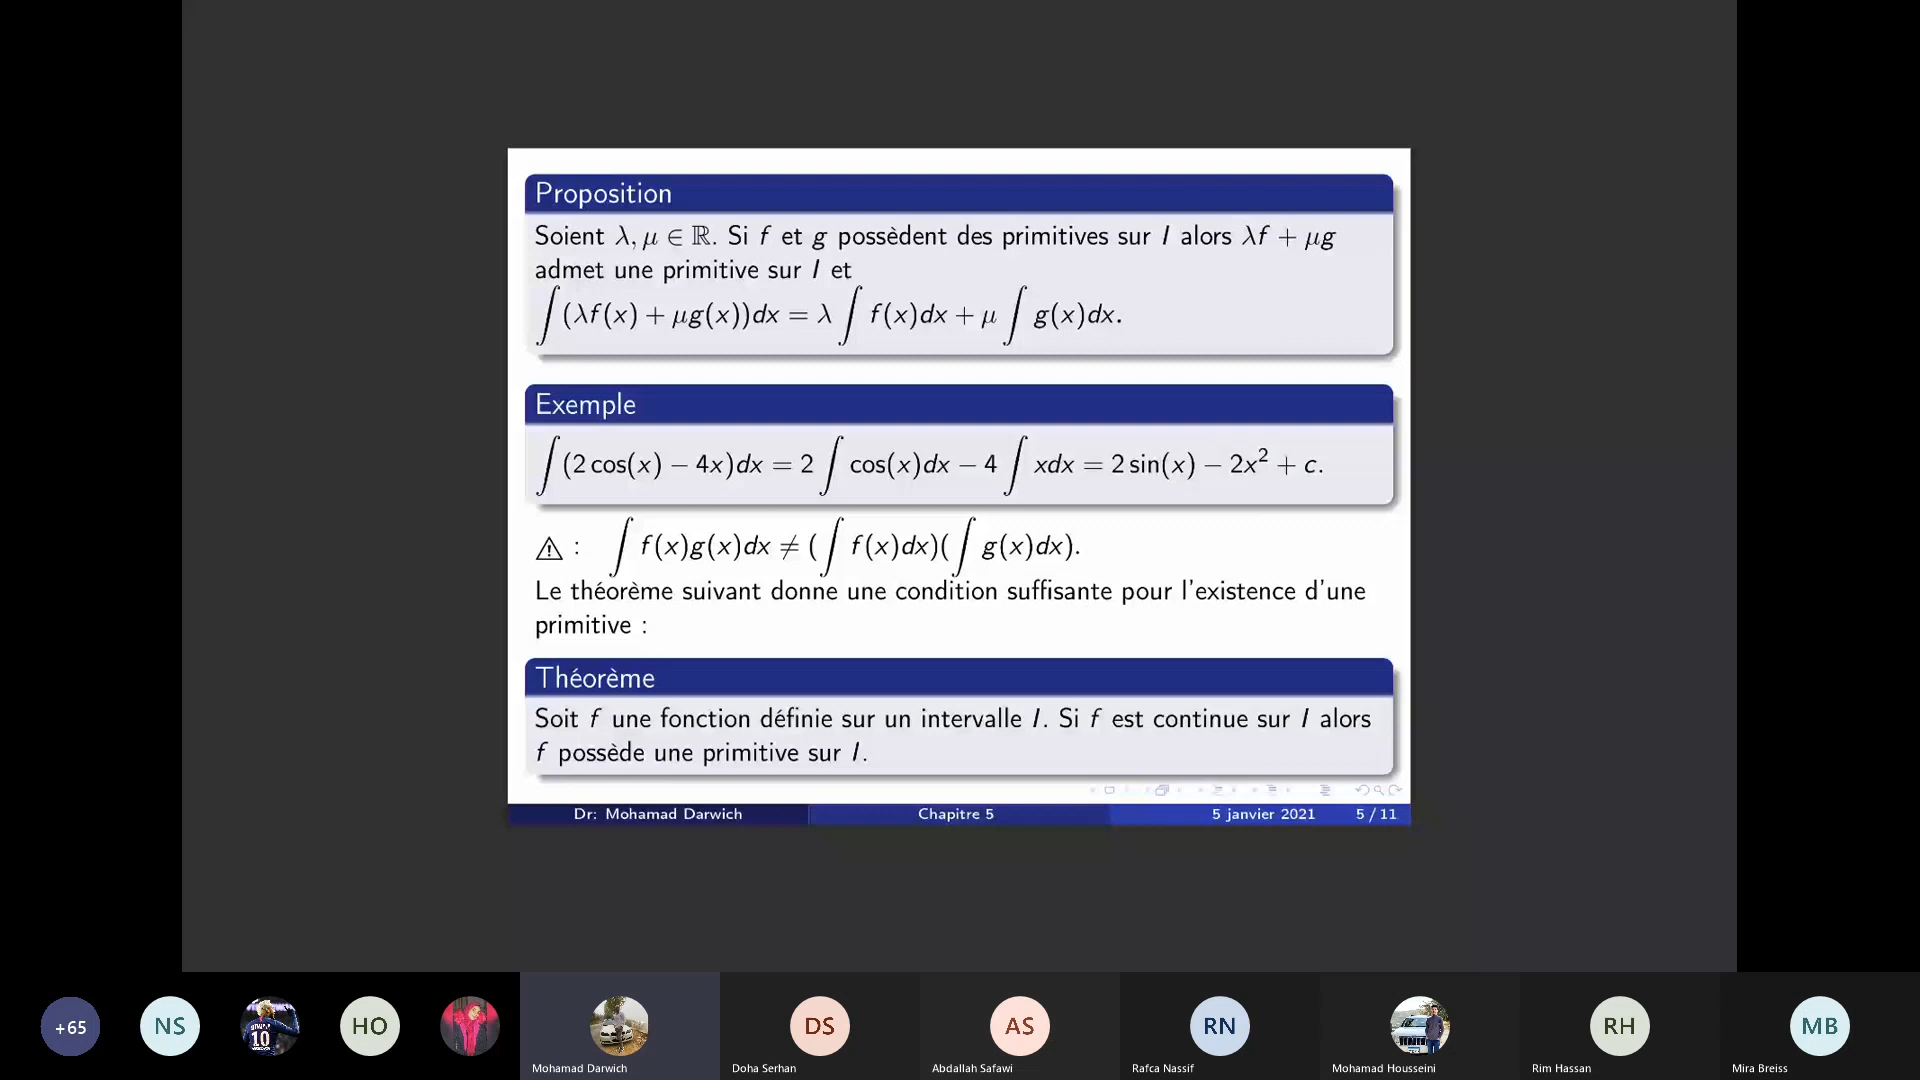 Proposition
Soient λ, μ ∈ ℝ. Si f et g possèdent des primitives sur I alors λf + μg
admet une primitive sur I et
∫(λf(x) + μg(x))dx = λ∫f(x)dx + μ∫g(x)dx.
Exemple
∫(2 cos(x) − 4x)dx = 2∫cos(x)dx − 4∫xdx = 2 sin(x) − 2x² + c.
⚠ : ∫f(x)g(x)dx ≠ (∫f(x)dx)(∫g(x)dx).
Le théorème suivant donne une condition suffisante pour l'existence d'une
primitive :
Théorème
Soit f une fonction définie sur un intervalle I. Si f est continue sur I alors
f possède une primitive sur I.
Dr: Mohamad Darwich Chapitre 5 5 janvier 2021 5 / 11
+65 NS 10 HO DS AS RN RH MB
Mohamad Darwich Doha Serhan Abdallah Safawi Rafca Nassif Mohamad Housseini Rim Hassan Mira Breiss